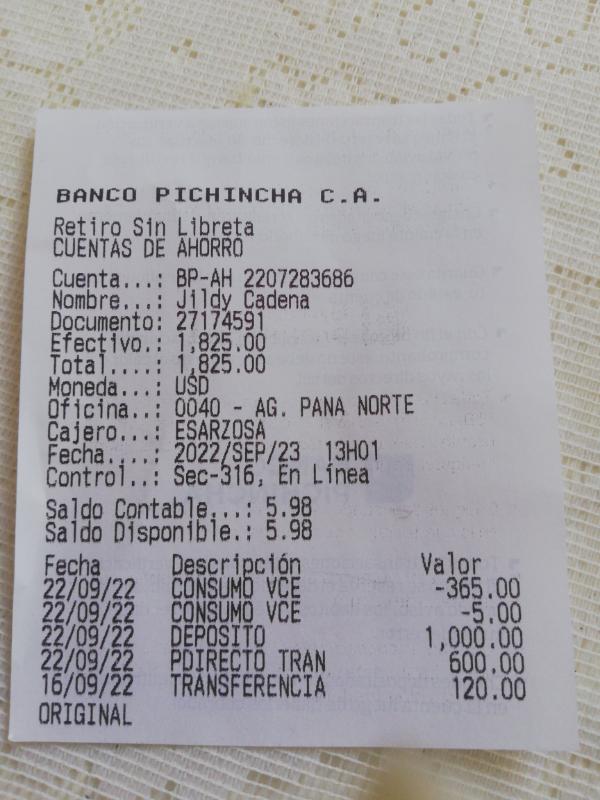 BANCO PICHINCHA C.A.
Retiro Sin Libreta
CUENTAS DE AHORRO
Cuenta...: BP-AH 2207283686
Nombre...: Jildy Cadena
Documento: 27174591
Efectivo.: 1,825.00
Total....: 1,825.00
Moneda...: USD
Oficina..: 0040 - AG. PANA NORTE
Cajero...: ESARZOSA
Fecha....: 2022/SEP/23 13H01
Control..: Sec-316, En Línea
Saldo Contable...: 5.98
Saldo Disponible.: 5.98
Fecha Descripción Valor
22/09/22 CONSUMO VCE -365.00
22/09/22 CONSUMO VCE -5.00
22/09/22 DEPOSITO 1,000.00
22/09/22 PDIRECTO TRAN 600.00
16/09/22 TRANSFERENCIA 120.00
ORIGINAL